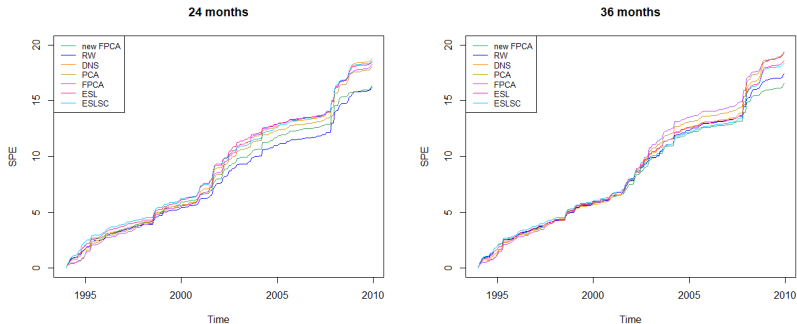 24 months
SPE
20
15
10
5
0
new FPCA
RW
DNS
PCA
FPCA
ESL
ESLSC
1995
2000
2005
2010
Time
36 months
SPE
20
15
10
5
0
new FPCA
RW
DNS
PCA
FPCA
ESL
ESLSC
1995
2000
2005
2010
Time